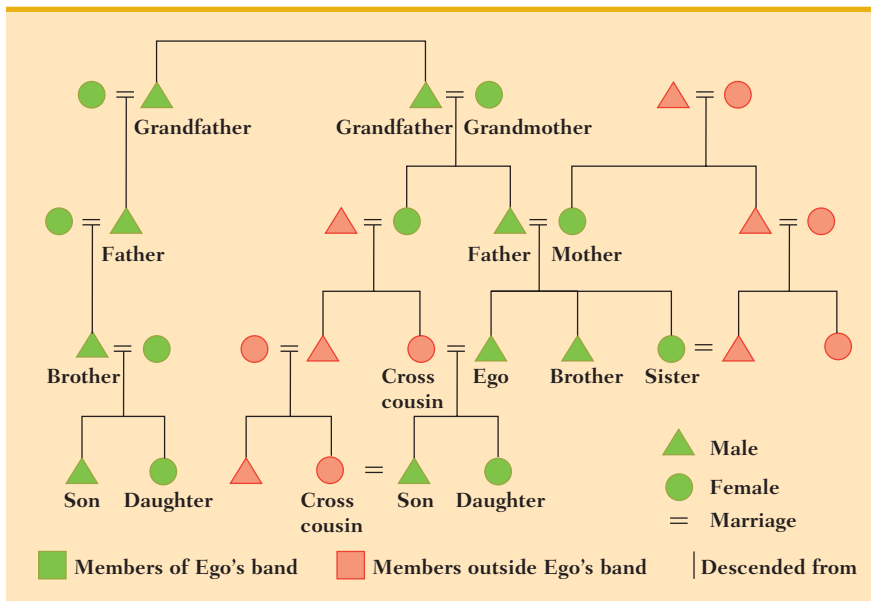 Grandfather
Grandfather Grandmother
Father
Father Mother
Brother
Cross cousin
Ego
Brother
Sister
Son
Daughter
Cross cousin
Son
Daughter
Male
Female
= Marriage
Members of Ego's band
Members outside Ego's band
Descended from